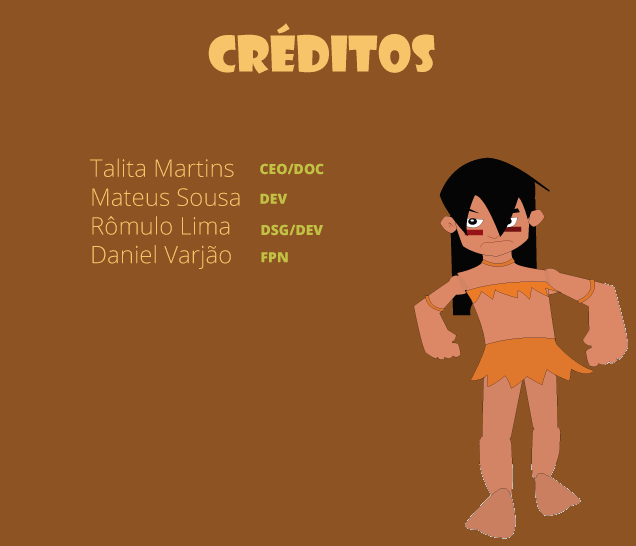 CRÉDITOS
Talita Martins CEO/DOC
Mateus Sousa DEV
Rômulo Lima DSG/DEV
Daniel Varjão FPN